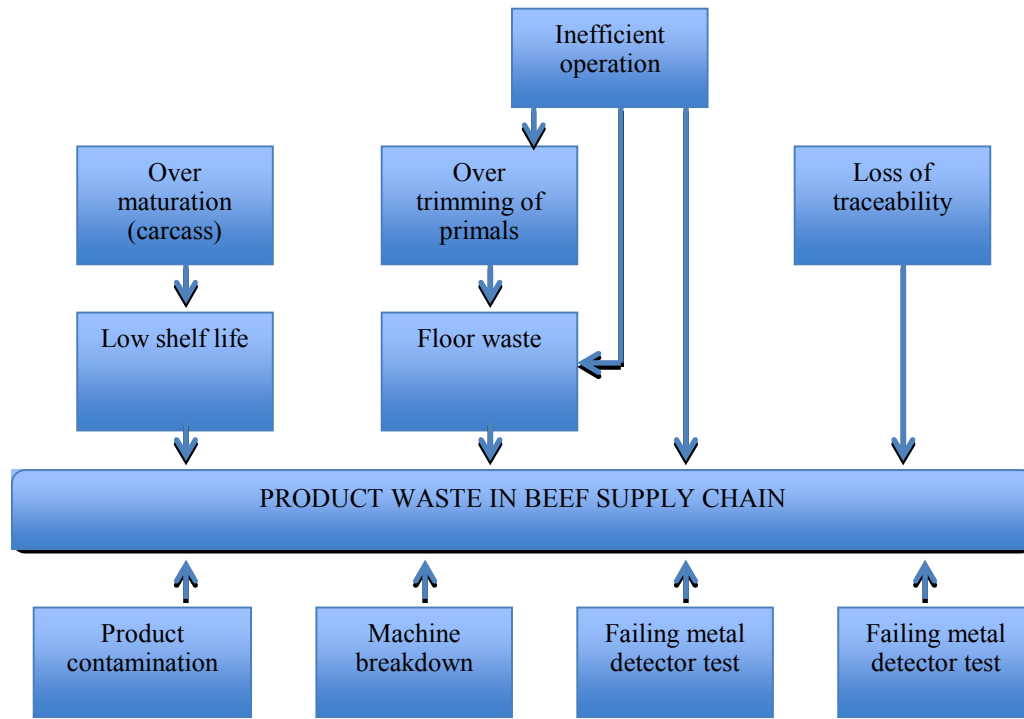 Inefficient
operation
Over
maturation
(carcass)
Over
trimming of
primals
Loss of
traceability
Low shelf life
Floor waste
PRODUCT WASTE IN BEEF SUPPLY CHAIN
Product
contamination
Machine
breakdown
Failing metal
detector test
Failing metal
detector test